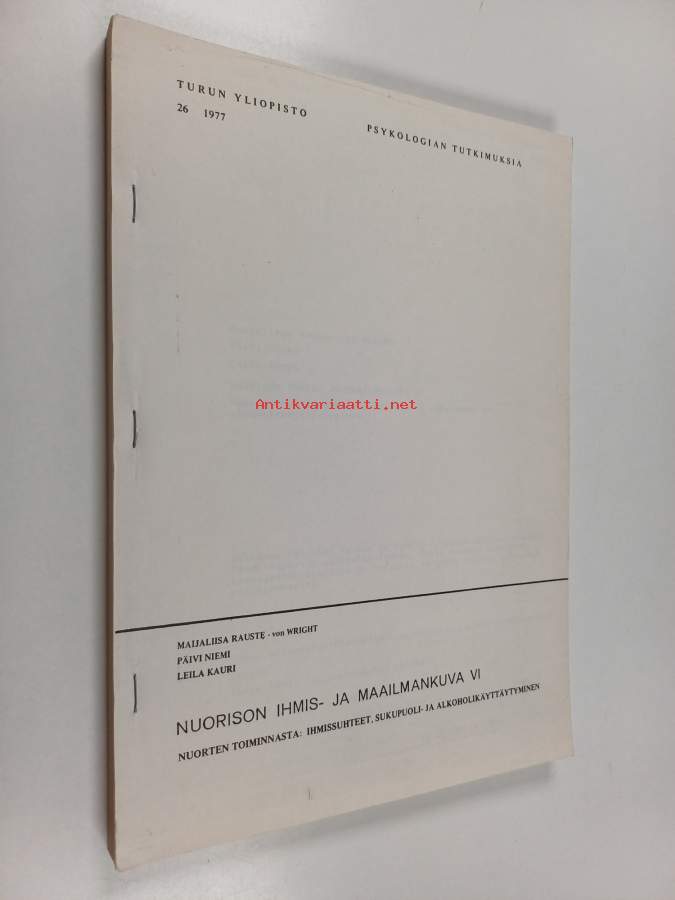 TURUN YLIOPISTO PSYKOLOGIAN TUTKIMUKSIA
26 1977
Antikvariaatti.net
MAIJALIISA RAUSTE - von WRIGHT
PÄIVI NIEMI
LEILA KAURI
NUORISON IHMIS- JA MAAILMANKUVA VI
NUORTEN TOIMINNASTA: IHMISSUHTEET, SUKUPUOLI- JA ALKOHOLIKÄYTTÄYTYMINEN